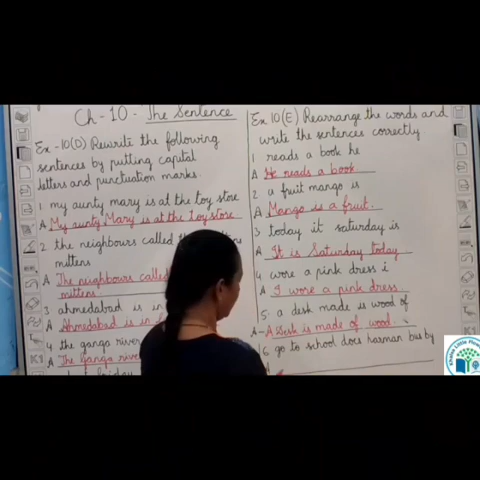 Ch - 10 - The Sentence
Ex - 10(D) Rewrite the following
sentences by putting capital
letters and punctuation marks.
1 my aunty mary is at the toy store
A My aunty Mary is at the toy store
2 the neighbours called
mittens
A The neighbours called
mittens.
3 ahmedabad is in
A Ahmedabad is in
4 the ganga river
A The ganga river
Ex 10(E) Rearrange the words and
write the sentences correctly
1 reads a book he
A He reads a book
2 a fruit mango is
A Mango is a fruit.
3 today it saturday is
A It is Saturday today
4 wore a pink dress i
A I wore a pink dress.
5. a desk made is wood of
A - A desk is made of wood.
6 go to school does harman bus by